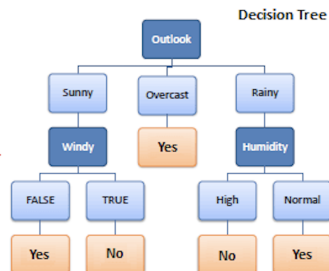 Decision Tree
Outlook
Sunny Overcast Rainy
Windy Yes Humidity
FALSE TRUE High Normal
Yes No No Yes